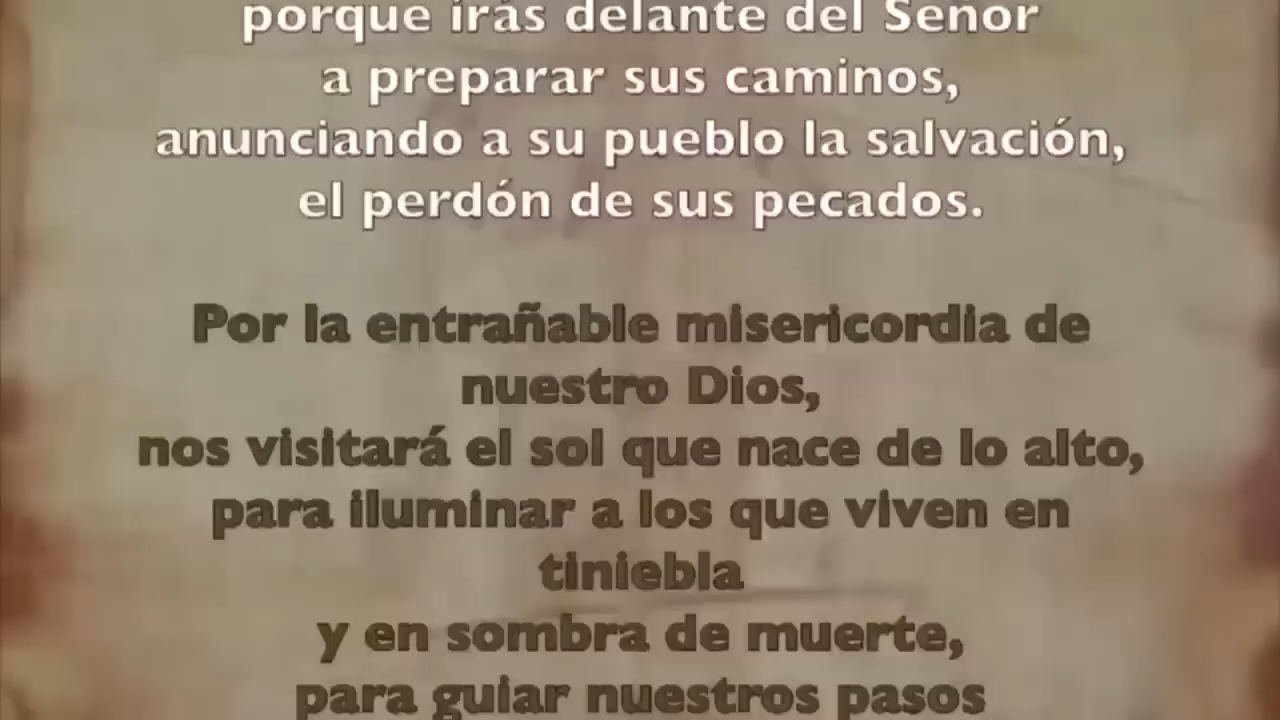 porque irás delante del Señor
a preparar sus caminos,
anunciando a su pueblo la salvación,
el perdón de sus pecados.
Por la entrañable misericordia de
nuestro Dios,
nos visitará el sol que nace de lo alto,
para iluminar a los que viven en
tiniebla
y en sombra de muerte,
para guiar nuestros pasos